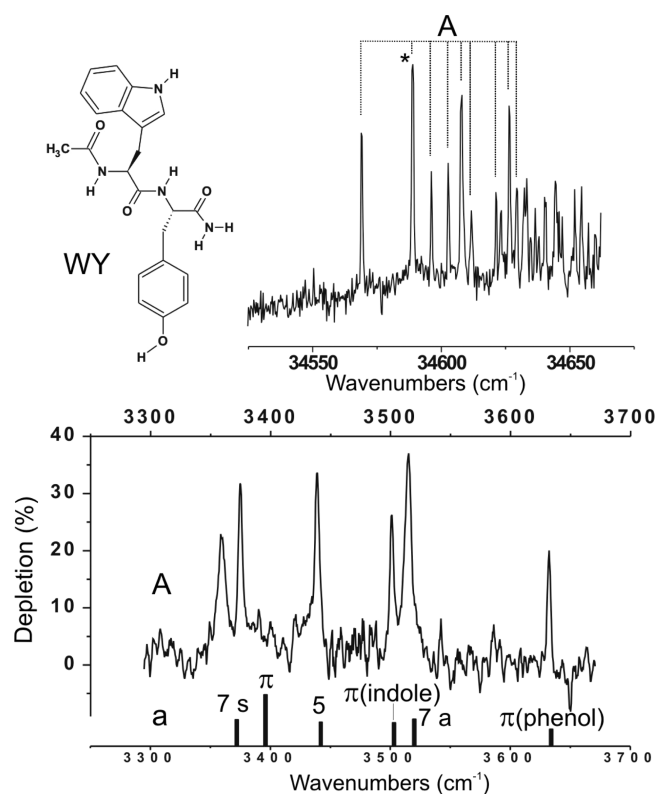 A
*
N
H
O
H₃C
N
H
O
H
N
O
N-H
H
WY
O
H
34550 34600 34650
Wavenumbers (cm⁻¹)
3300 3400 3500 3600 3700
40
30
20
10
0
Depletion (%)
A
a
7 s
π
5
π(indole)
7 a
π(phenol)
3300 3400 3500 3600 3700
Wavenumbers (cm⁻¹)